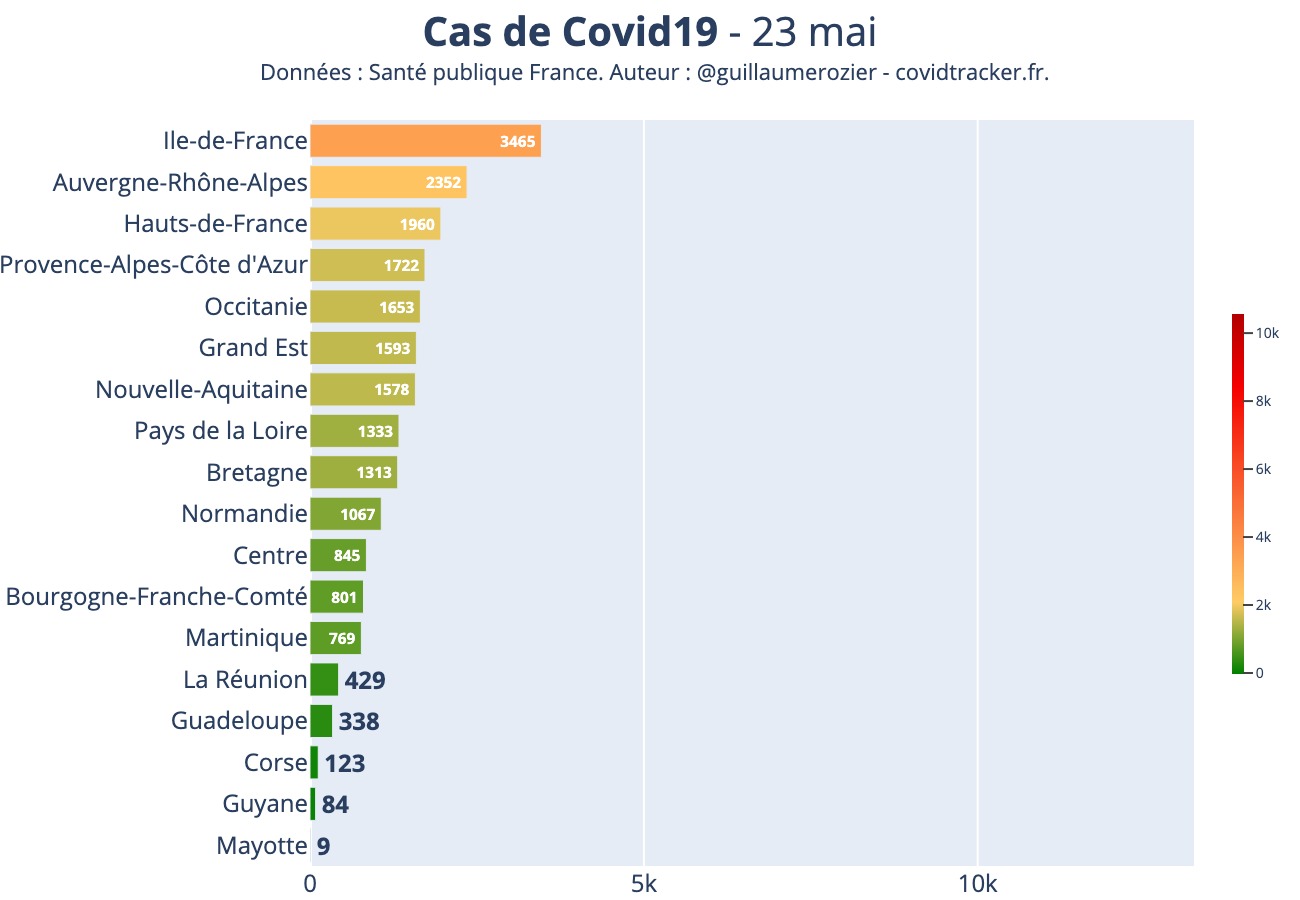 Cas de Covid19 - 23 mai
Données : Santé publique France. Auteur : @guillaumerozier - covidtracker.fr.
Ile-de-France 3465
Auvergne-Rhône-Alpes 2352
Hauts-de-France 1960
Provence-Alpes-Côte d'Azur 1722
Occitanie 1653
Grand Est 1593
Nouvelle-Aquitaine 1578
Pays de la Loire 1333
Bretagne 1313
Normandie 1067
Centre 845
Bourgogne-Franche-Comté 801
Martinique 769
La Réunion 429
Guadeloupe 338
Corse 123
Guyane 84
Mayotte 9
0 5k 10k
10k
8k
6k
4k
2k
0